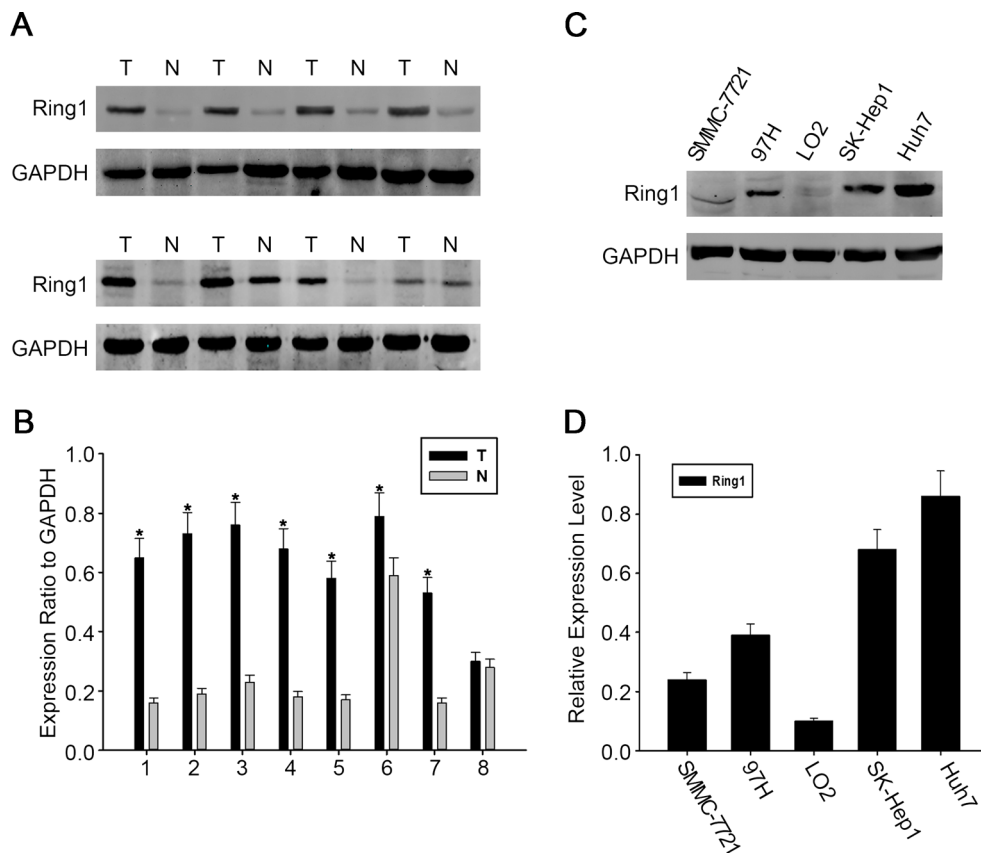 A
T N T N T N T N
Ring1
GAPDH
T N T N T N T N
Ring1
GAPDH
B
Expression Ratio to GAPDH
1.0
0.8
0.6
0.4
0.2
0.0
T
N
* * * * * * *
1 2 3 4 5 6 7 8
C
SMMC-7721 97H LO2 SK-Hep1 Huh7
Ring1
GAPDH
D
Relative Expression Level
1.0
0.8
0.6
0.4
0.2
0.0
Ring1
SMMC-7721 97H LO2 SK-Hep1 Huh7